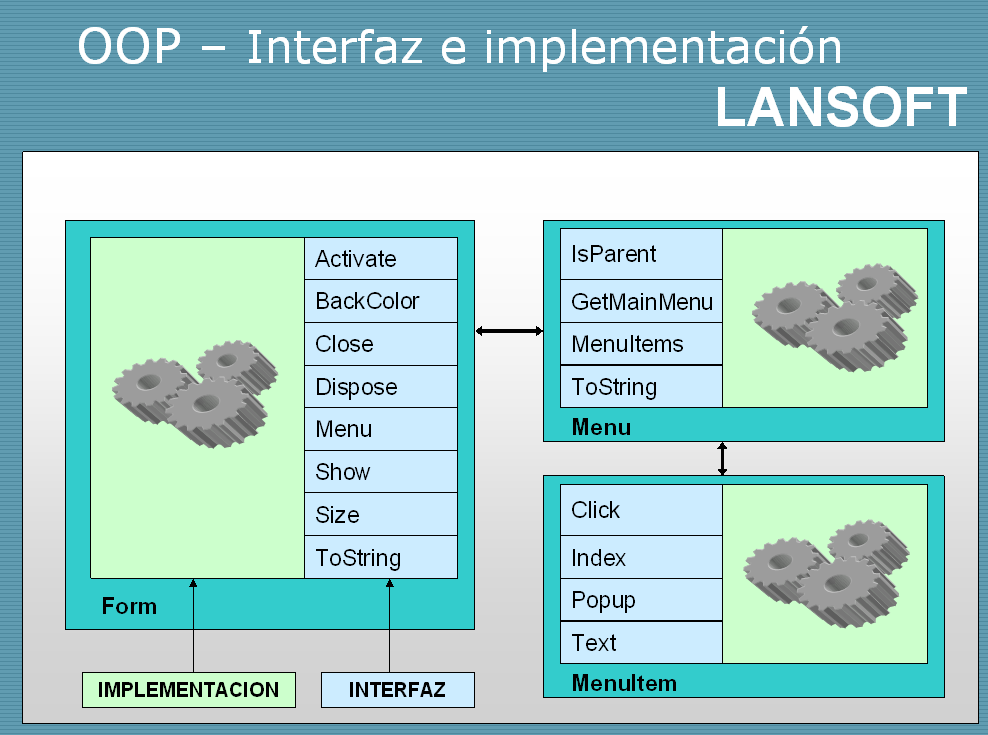 OOP – Interfaz e implementación
LANSOFT
Activate
BackColor
Close
Dispose
Menu
Show
Size
ToString
Form
IMPLEMENTACION
INTERFAZ
IsParent
GetMainMenu
MenuItems
ToString
Menu
Click
Index
Popup
Text
MenuItem